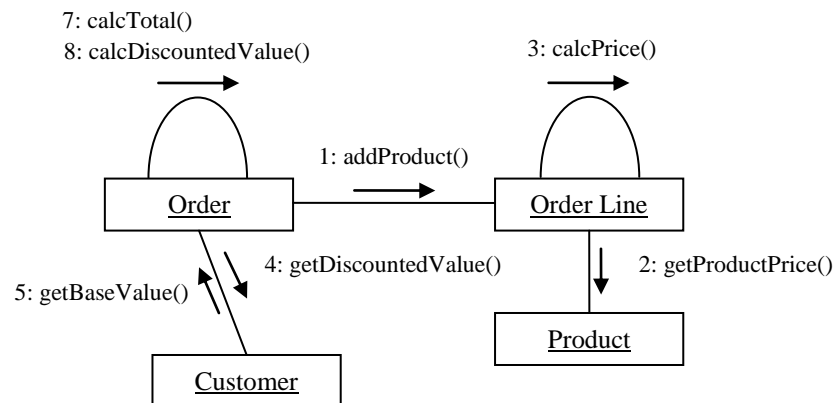 7: calcTotal()
8: calcDiscountedValue()
3: calcPrice()
1: addProduct()
Order
Order Line
4: getDiscountedValue()
2: getProductPrice()
5: getBaseValue()
Product
Customer